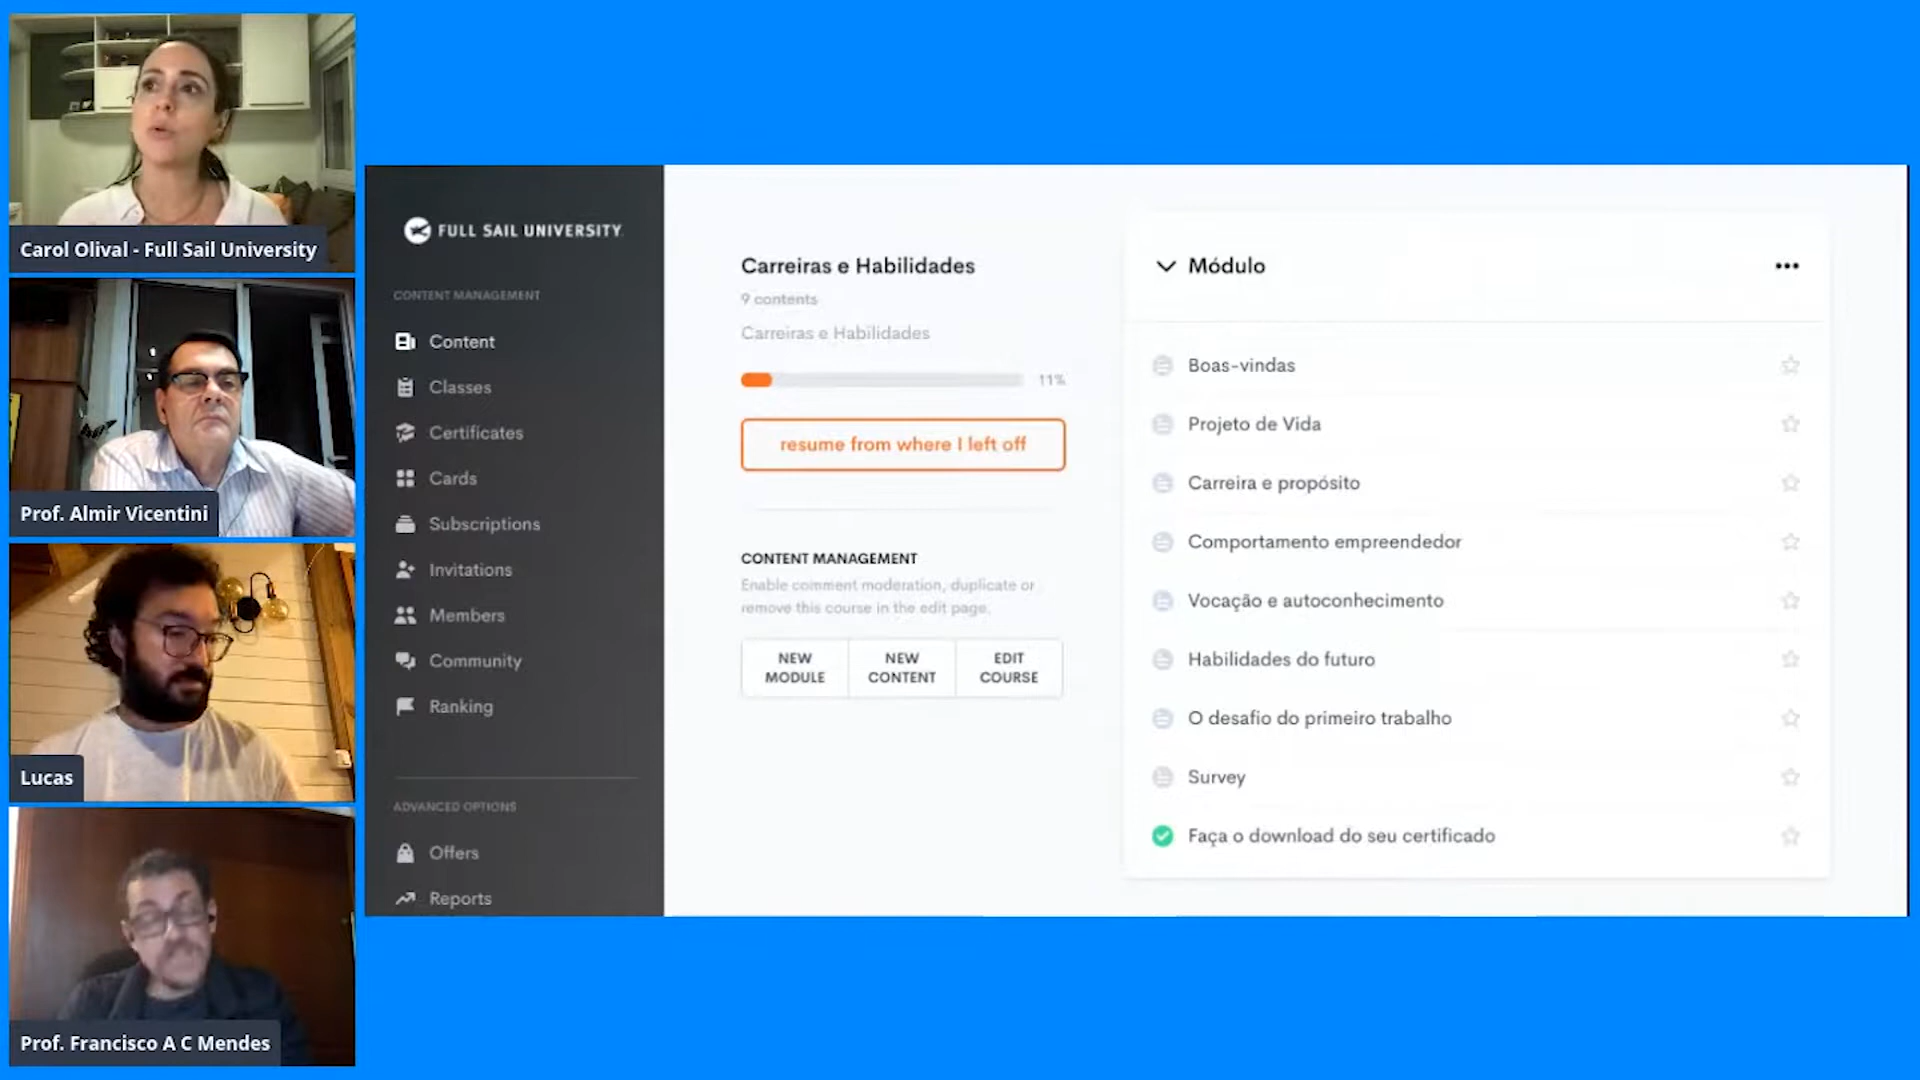 Carol Olival - Full Sail University
Prof. Almir Vicentini
Lucas
Prof. Francisco A C Mendes
FULL SAIL UNIVERSITY
CONTENT MANAGEMENT
Content
Classes
Certificates
Cards
Subscriptions
Invitations
Members
Community
Ranking
ADVANCED OPTIONS
Offers
Reports
Carreiras e Habilidades
9 contents
Carreiras e Habilidades
11%
resume from where I left off
CONTENT MANAGEMENT
Enable comment moderation, duplicate or
remove this course in the edit page.
NEW
MODULE
NEW
CONTENT
EDIT
COURSE
Módulo
Boas-vindas
Projeto de Vida
Carreira e propósito
Comportamento empreendedor
Vocação e autoconhecimento
Habilidades do futuro
O desafio do primeiro trabalho
Survey
Faça o download do seu certificado